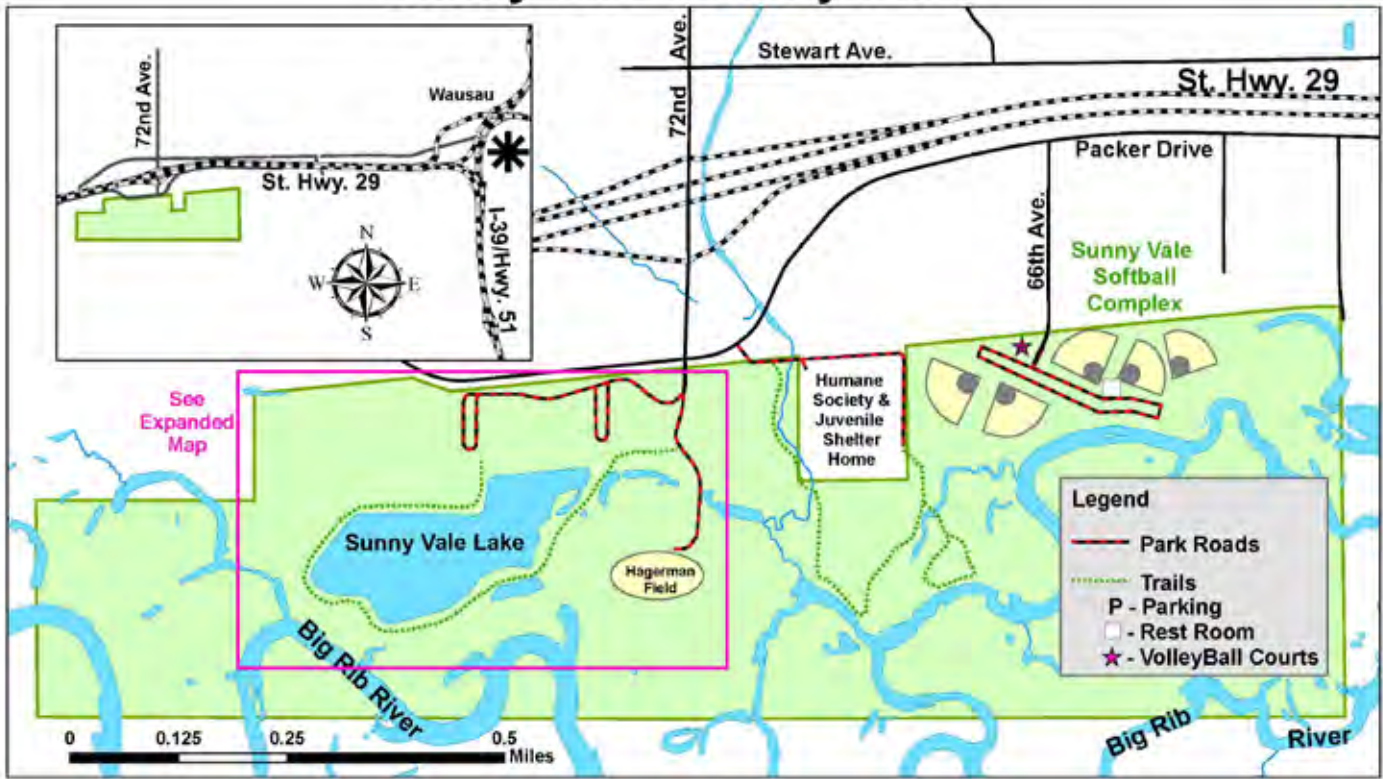 72nd Ave.
Wausau
St. Hwy. 29
I-39/Hwy. 51
N
W
E
S
72nd Ave.
Stewart Ave.
St. Hwy. 29
Packer Drive
66th Ave.
Sunny Vale
Softball
Complex
See
Expanded
Map
Humane
Society &
Juvenile
Shelter
Home
Sunny Vale Lake
Hagerman
Field
Big Rib River
Legend
Park Roads
Trails
P - Parking
- Rest Room
- VolleyBall Courts
Big Rib River
0 0.125 0.25 0.5
Miles